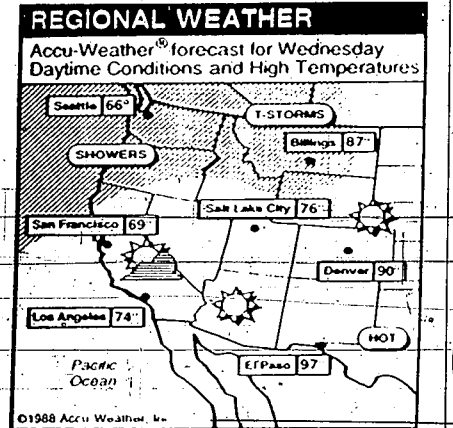 REGIONAL WEATHER
Accu-Weather® forecast for Wednesday
Daytime Conditions and High Temperatures
Seattle 66°
T-STORMS
Billings 87°
SHOWERS
Salt Lake City 76°
San Francisco 69°
Denver 90°
Los Angeles 74°
HOT
El Paso 97
Pacific
Ocean
©1988 Accu-Weather, Inc.